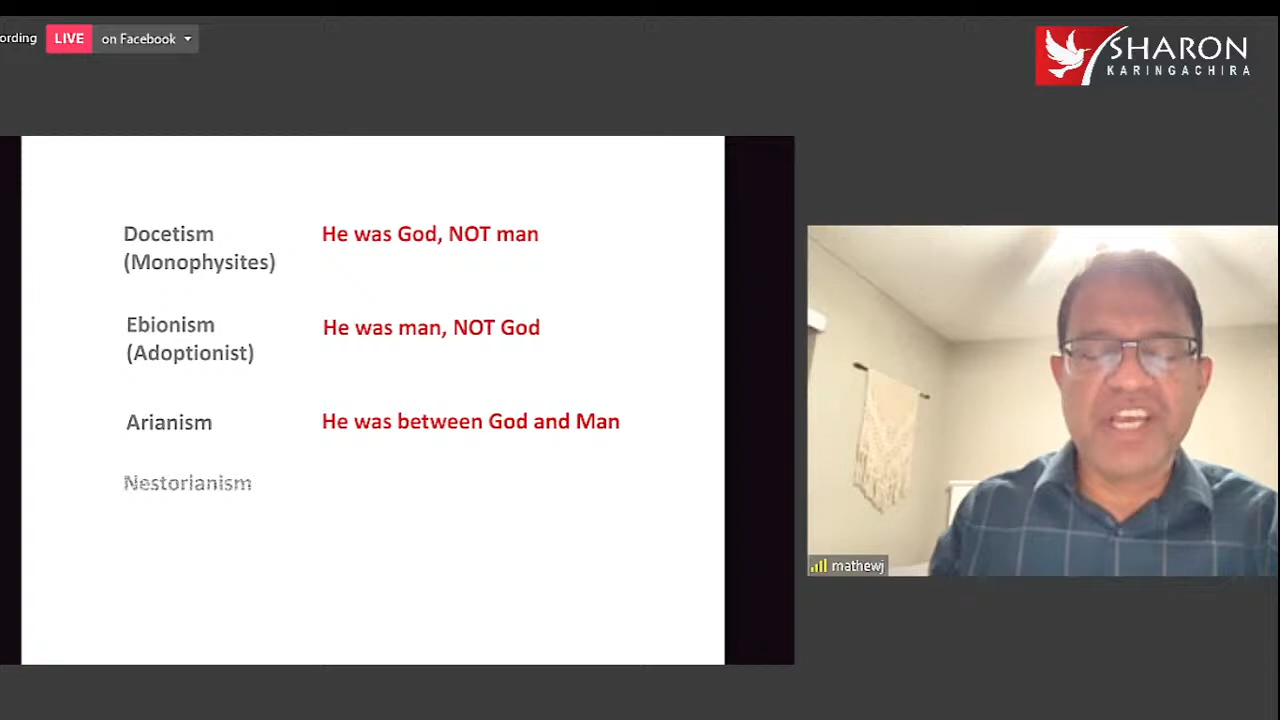 ording LIVE on Facebook
SHARON
KARINGACHIRA
Docetism He was God, NOT man
(Monophysites)
Ebionism He was man, NOT God
(Adoptionist)
Arianism He was between God and Man
Nestorianism
mathewj